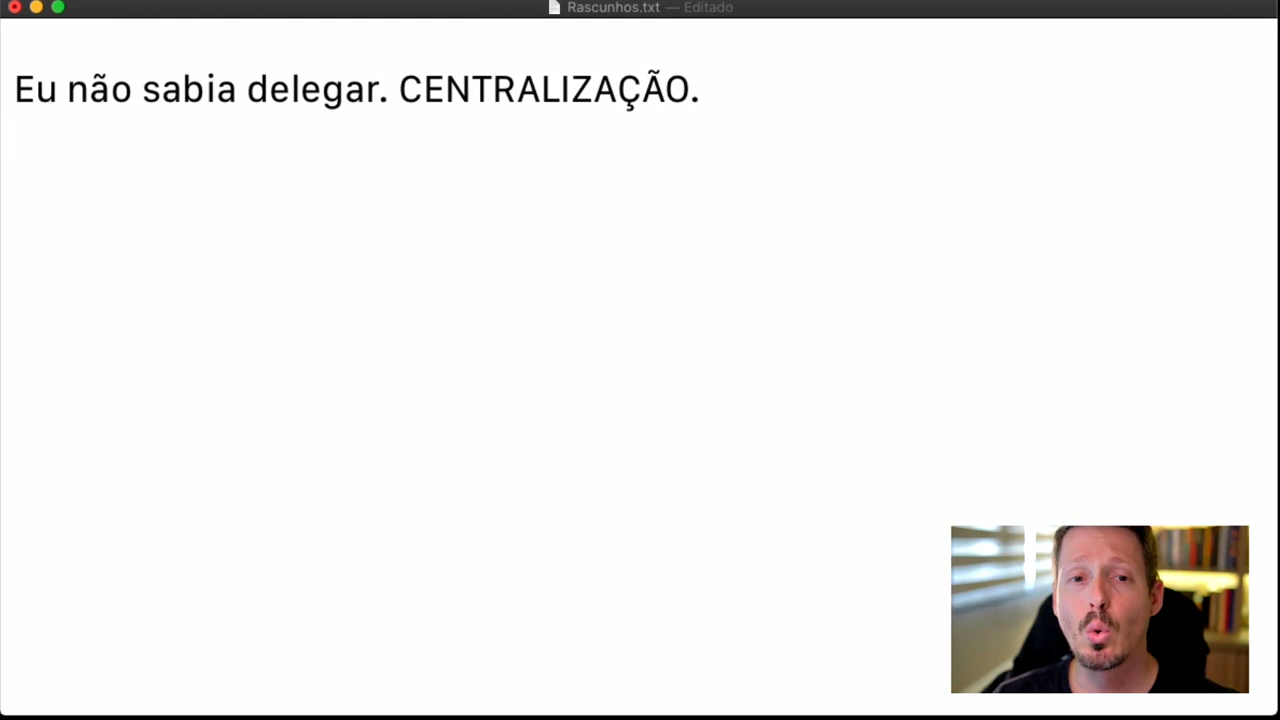 Rascunhos.txt — Editado
Eu não sabia delegar. CENTRALIZAÇÃO.